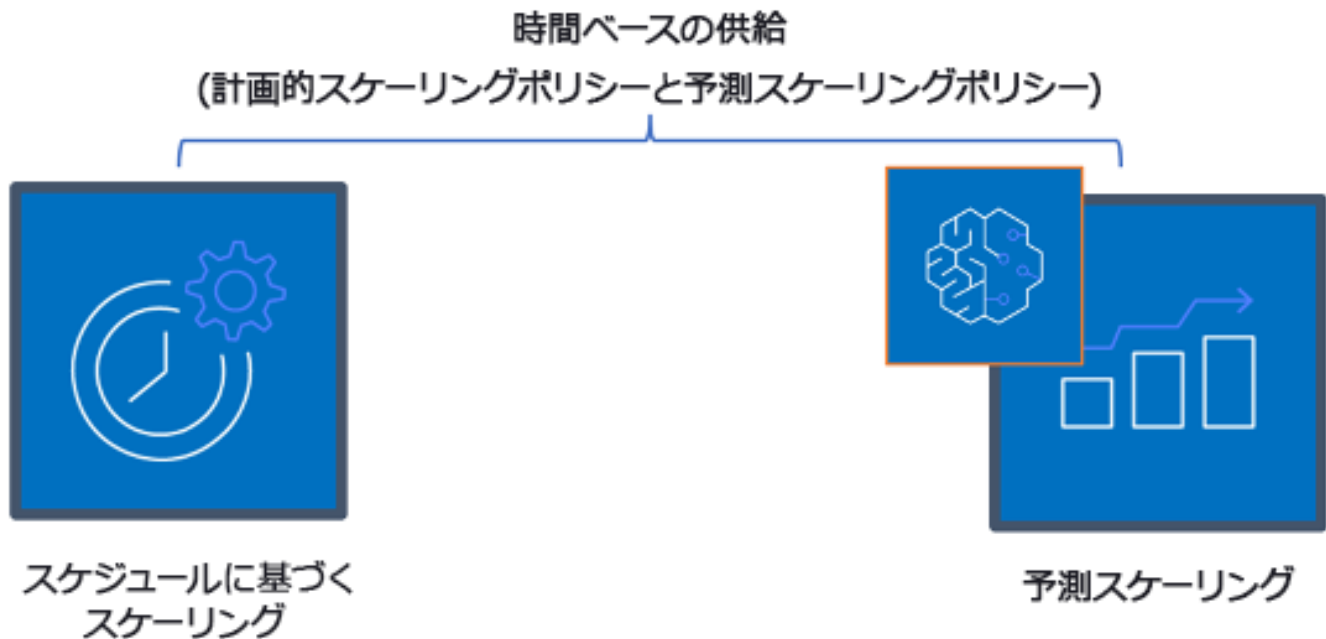 時間ベースの供給
(計画的スケーリングポリシーと予測スケーリングポリシー)
スケジュールに基づく
スケーリング
予測スケーリング